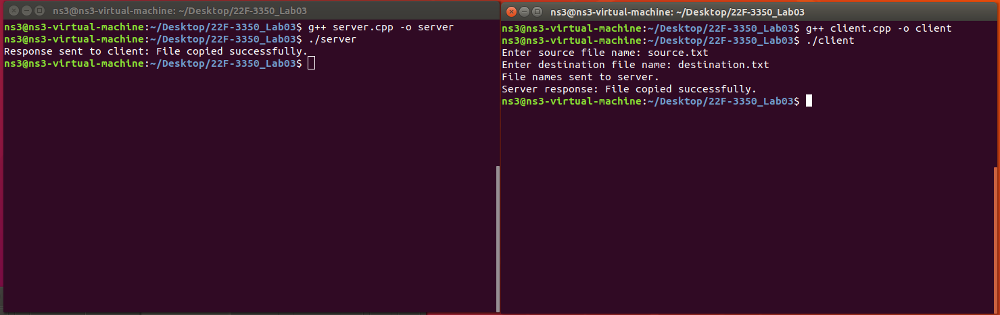 ns3@ns3-virtual-machine: ~/Desktop/22F-3350_Lab03
ns3@ns3-virtual-machine:~/Desktop/22F-3350_Lab03$ g++ server.cpp -o server
ns3@ns3-virtual-machine:~/Desktop/22F-3350_Lab03$ ./server
Response sent to client: File copied successfully.
ns3@ns3-virtual-machine:~/Desktop/22F-3350_Lab03$
ns3@ns3-virtual-machine: ~/Desktop/22F-3350_Lab03
ns3@ns3-virtual-machine:~/Desktop/22F-3350_Lab03$ g++ client.cpp -o client
ns3@ns3-virtual-machine:~/Desktop/22F-3350_Lab03$ ./client
Enter source file name: source.txt
Enter destination file name: destination.txt
File names sent to server.
Server response: File copied successfully.
ns3@ns3-virtual-machine:~/Desktop/22F-3350_Lab03$